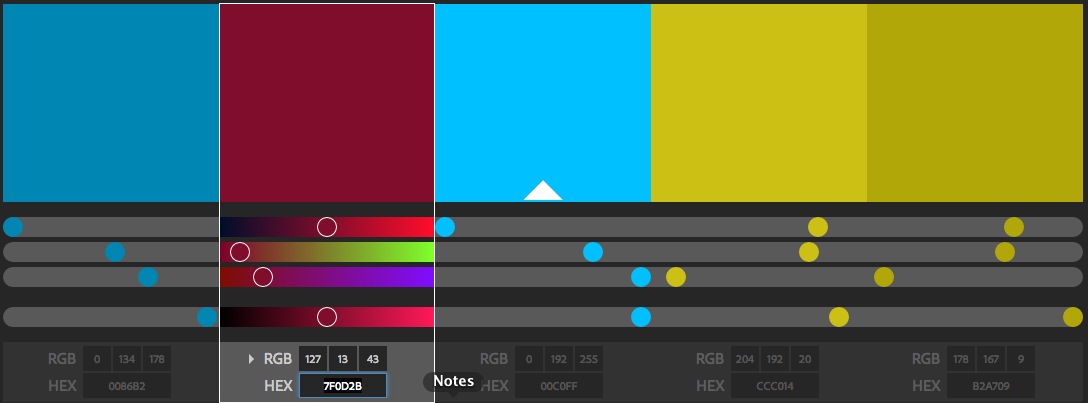 RGB 0 134 178
HEX 0086B2
RGB 127 13 43
HEX 7F0D2B
Notes
RGB 0 192 255
HEX 00C0FF
RGB 204 192 20
HEX CCC014
RGB 178 167 9
HEX B2A709